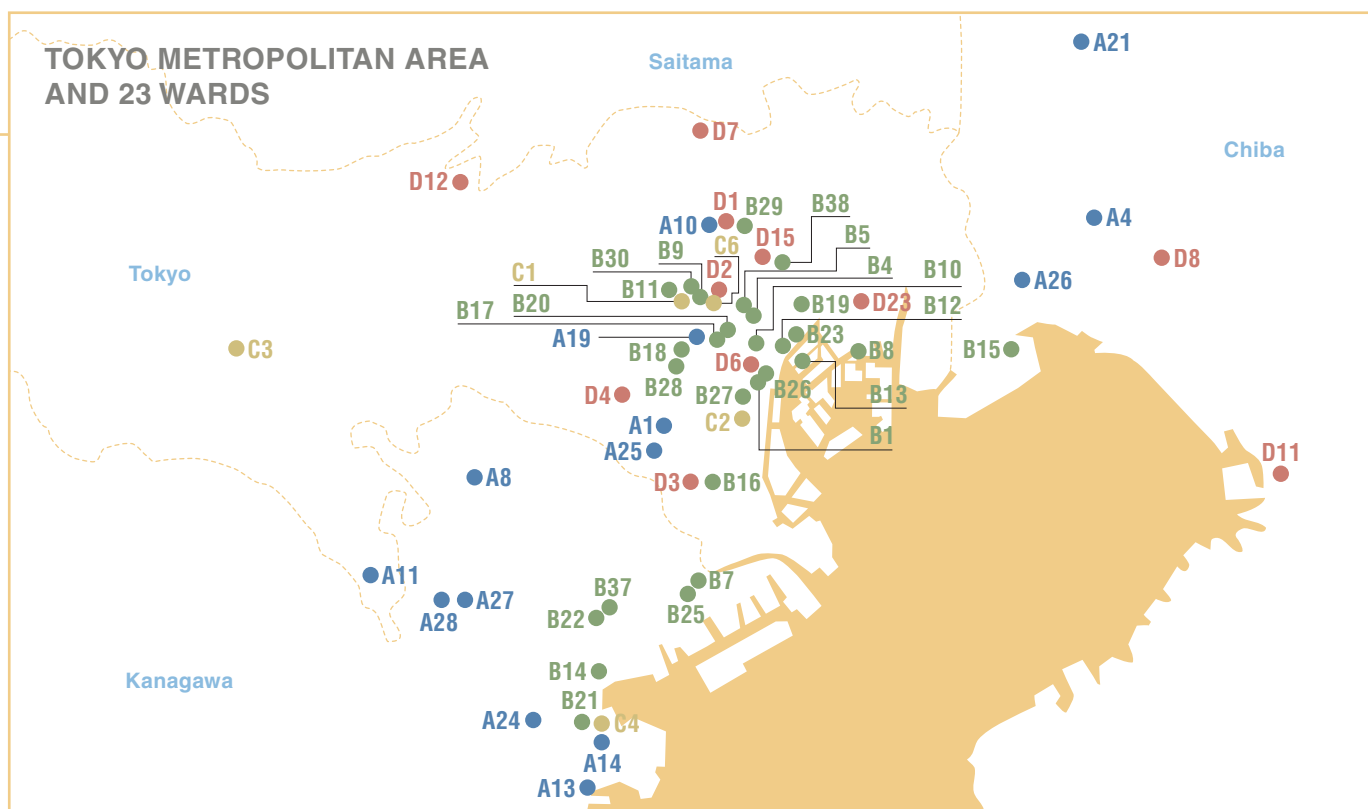 TOKYO METROPOLITAN AREA
AND 23 WARDS
Saitama
Chiba
Tokyo
Kanagawa
A21
D7
D12
A4
D8
A26
D1
B29
B38
A10
C6
D15
B5
B9
B30
D2
B4
B10
C1
B11
B20
B17
B19
D23
B12
A19
B23
B18
B8
B15
C3
D6
B28
B26
D4
B27
B13
C2
A1
B1
A25
D11
A8
D3
B16
A11
B7
A28
A27
B37
B25
B22
B14
B21
A24
C4
A14
A13